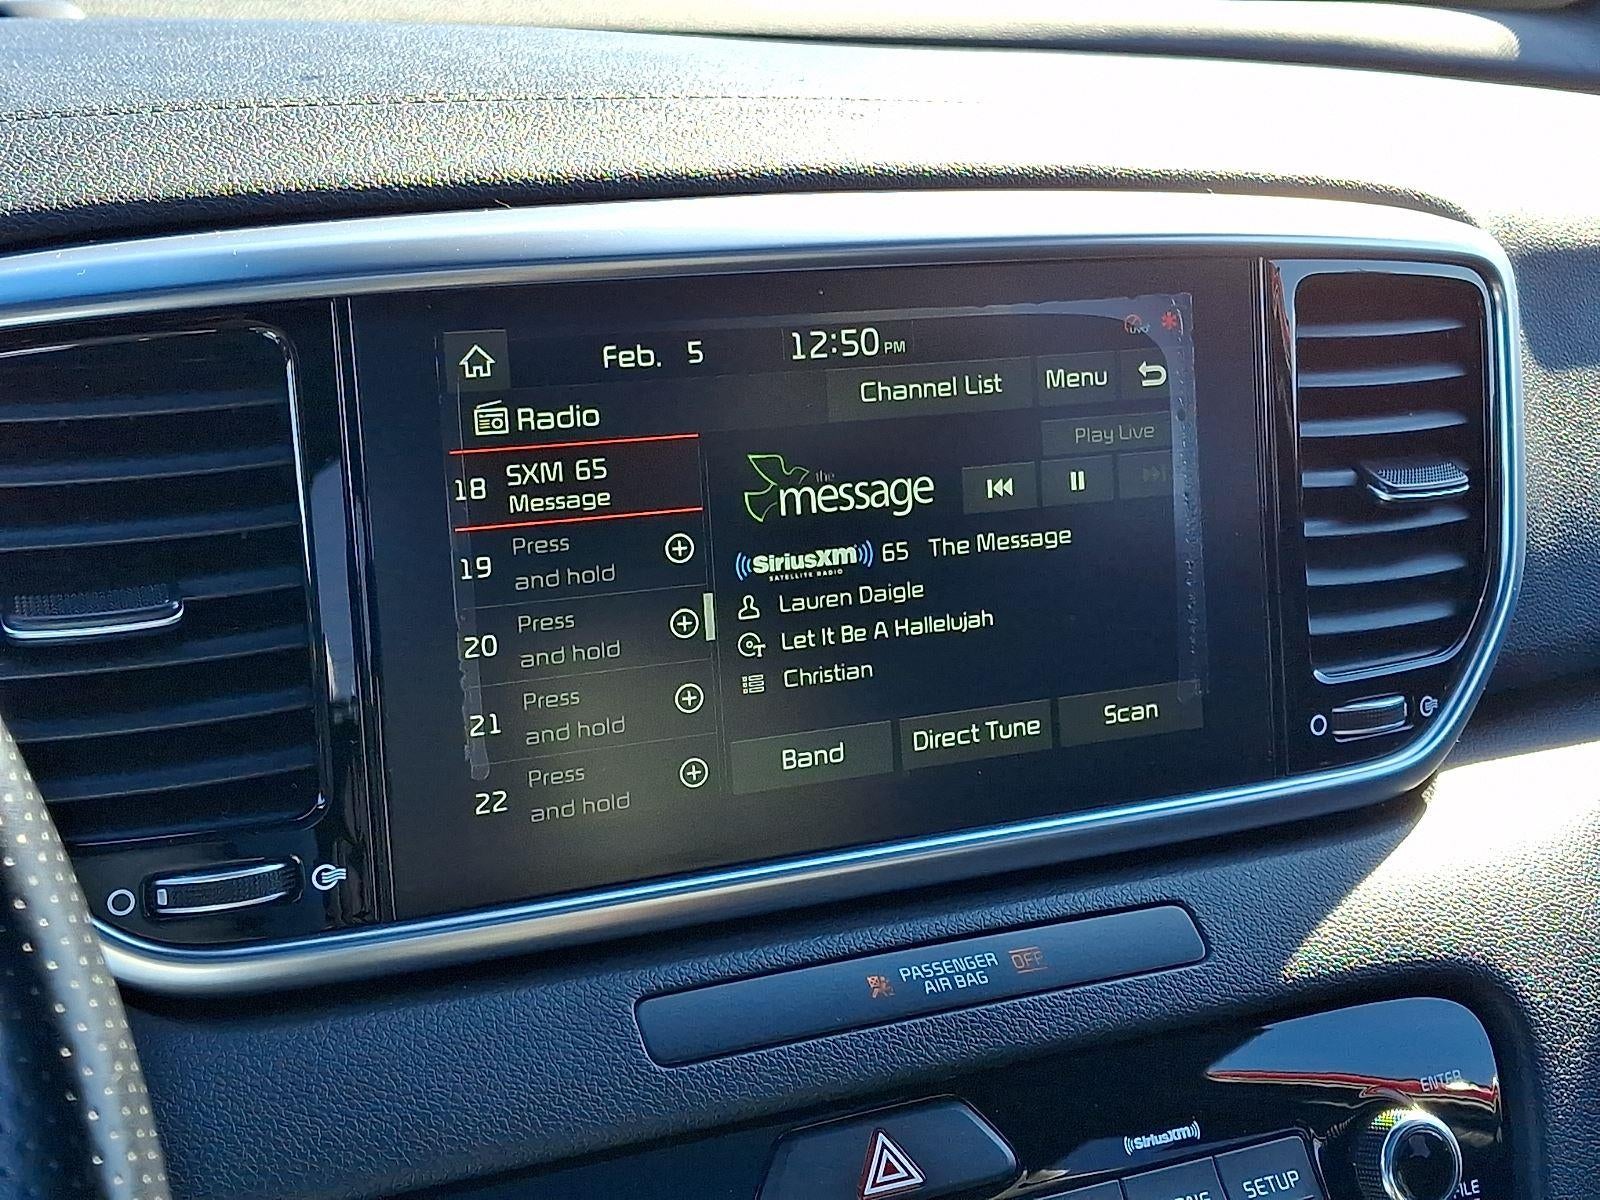 Feb. 5
12:50 PM
UVO
Radio
Channel List
Menu
Play Live
18 SXM 65
Message
19 Press
and hold
20 Press
and hold
21 Press
and hold
22 Press
and hold
the
message
SiriusXM 65 The Message
SATELLITE RADIO
Lauren Daigle
Let It Be A Hallelujah
Christian
Band
Direct Tune
Scan
PASSENGER
AIR BAG
OFF
ENTER
SiriusXM
SETUP